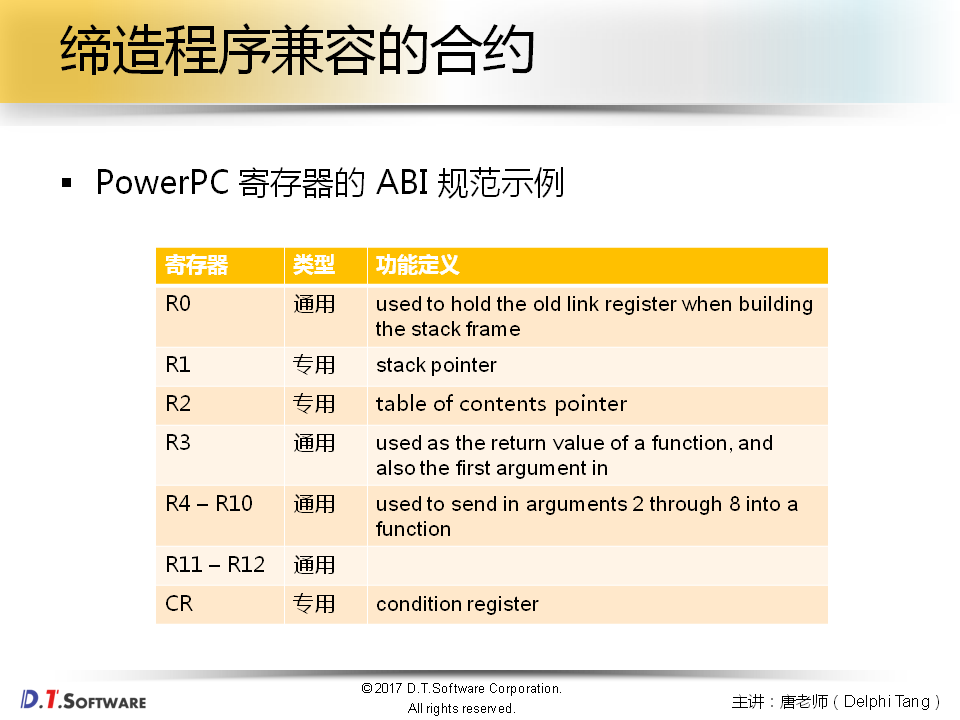 缔造程序兼容的合约
▪ PowerPC 寄存器的 ABI 规范示例
寄存器 类型 功能定义
R0 通用 used to hold the old link register when building
the stack frame
R1 专用 stack pointer
R2 专用 table of contents pointer
R3 通用 used as the return value of a function, and
also the first argument in
R4 – R10 通用 used to send in arguments 2 through 8 into a
function
R11 – R12 通用
CR 专用 condition register
D.T.SOFTWARE
©2017 D.T.Software Corporation.
All rights reserved.
主讲：唐老师（Delphi Tang）